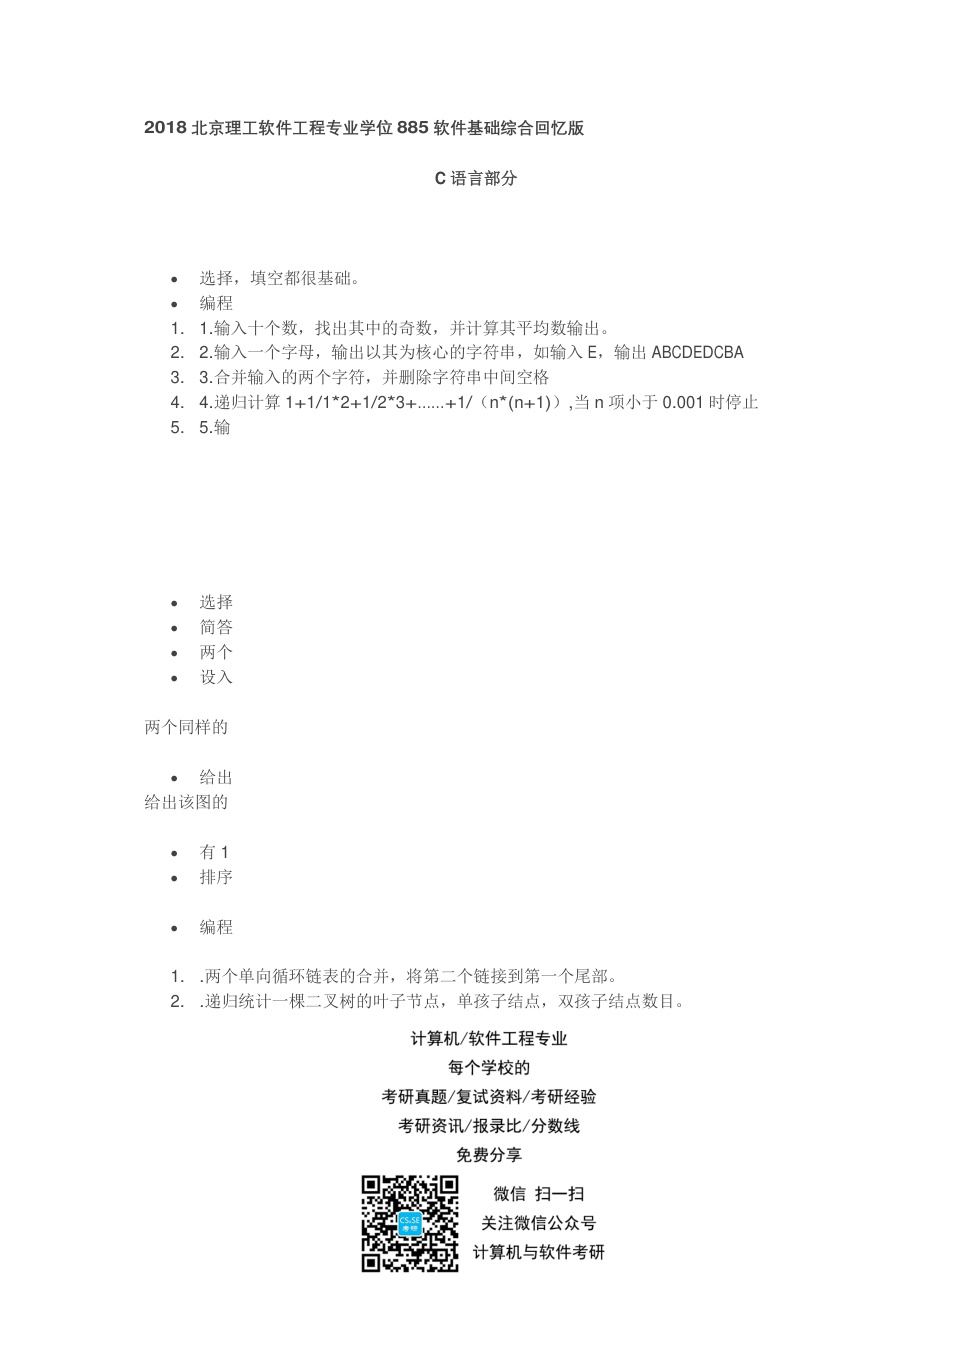 2018 北京理工软件工程专业学位 885 软件基础综合回忆版
C 语言部分
• 选择，填空都很基础。
• 编程
1. 1.输入十个数，找出其中的奇数，并计算其平均数输出。
2. 2.输入一个字母，输出以其为核心的字符串，如输入 E，输出 ABCDEDCBA
3. 3.合并输入的两个字符，并删除字符串中间空格
4. 4.递归计算 1+1/1*2+1/2*3+......+1/（n*(n+1)）,当 n 项小于 0.001 时停止
5. 5.输
• 选择
• 简答
• 两个
• 设入
两个同样的
• 给出
给出该图的
• 有 1
• 排序
• 编程
1. .两个单向循环链表的合并，将第二个链接到第一个尾部。
2. .递归统计一棵二叉树的叶子节点，单孩子结点，双孩子结点数目。
计算机/软件工程专业
每个学校的
考研真题/复试资料/考研经验
考研资讯/报录比/分数线
免费分享
微信 扫一扫
关注微信公众号
计算机与软件考研
CS&SE
考研